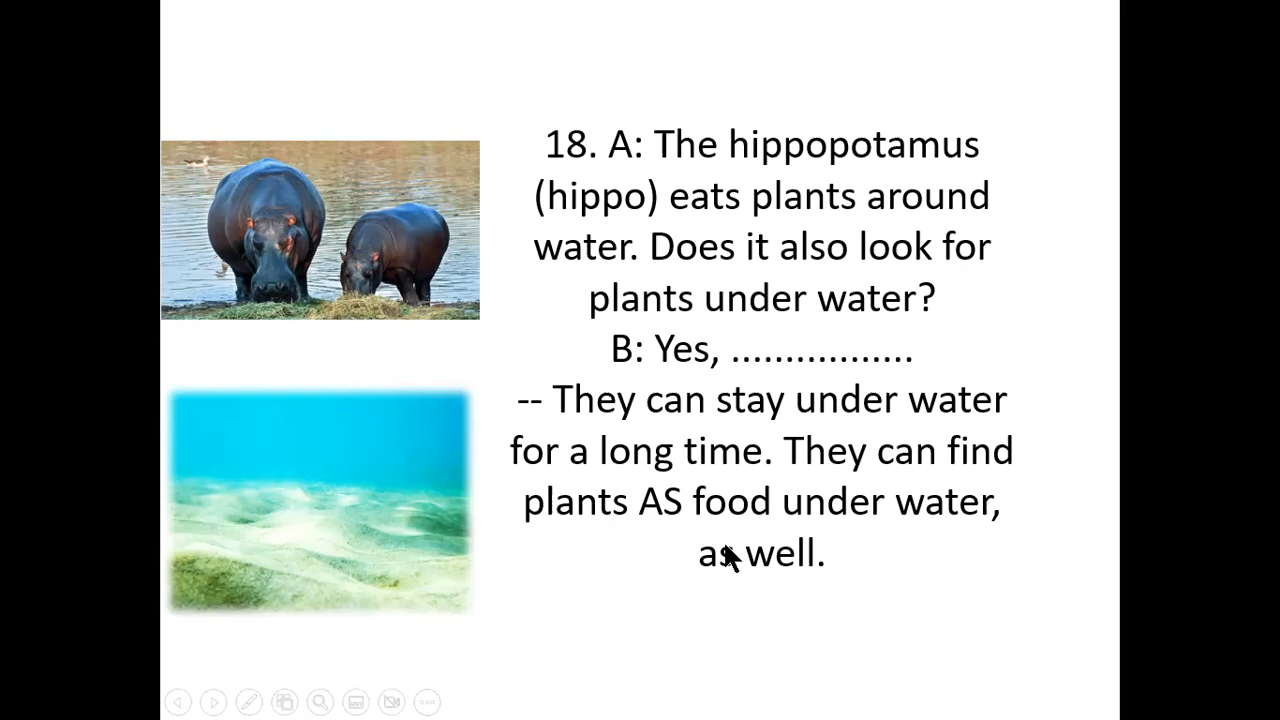 18. A: The hippopotamus
(hippo) eats plants around
water. Does it also look for
plants under water?
B: Yes, .................
-- They can stay under water
for a long time. They can find
plants AS food under water,
as well.